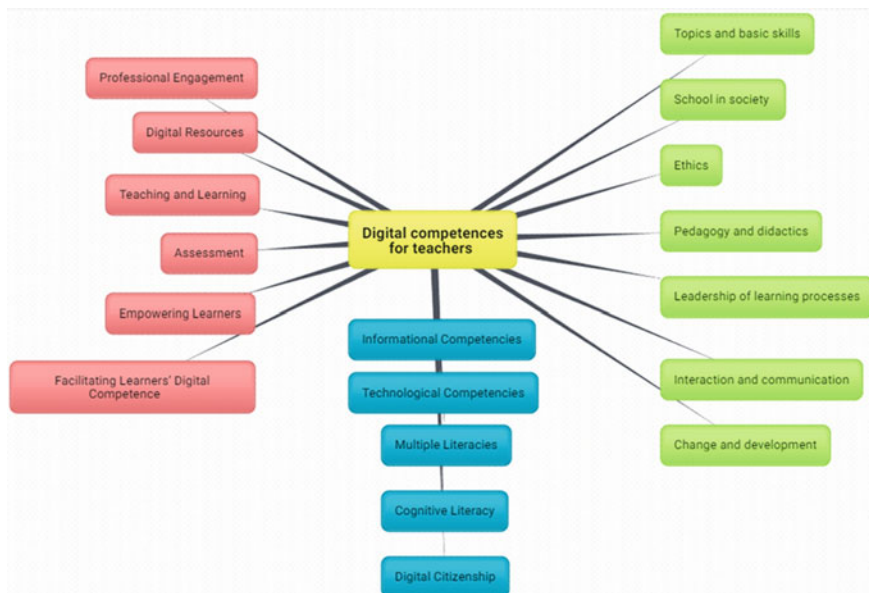 Topics and basic skills
Professional Engagement
School in society
Digital Resources
Ethics
Teaching and Learning
Digital competences
for teachers
Pedagogy and didactics
Assessment
Leadership of learning processes
Empowering Learners
Informational Competencies
Facilitating Learners' Digital
Competence
Technological Competencies
Interaction and communication
Multiple Literacies
Change and development
Cognitive Literacy
Digital Citizenship